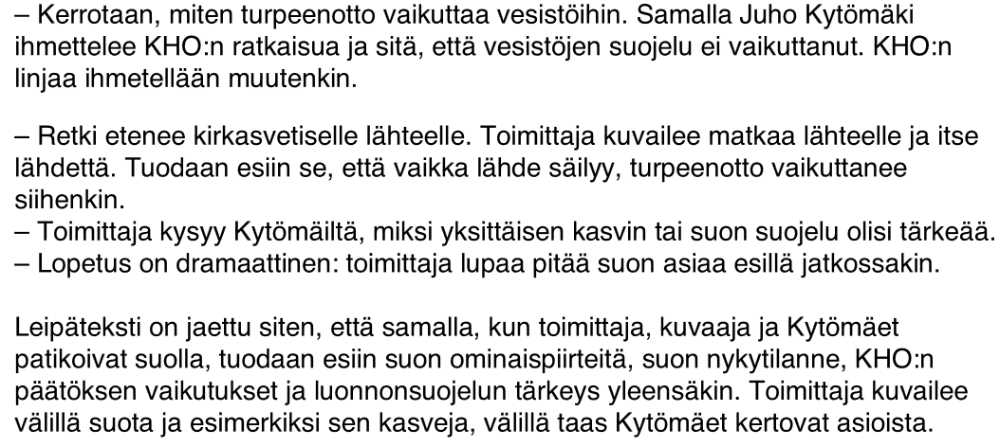 – Kerrotaan, miten turpeenotto vaikuttaa vesistöihin. Samalla Juho Kytömäki
ihmettelee KHO:n ratkaisua ja sitä, että vesistöjen suojelu ei vaikuttanut. KHO:n
linjaa ihmetellään muutenkin.
– Retki etenee kirkasvetiselle lähteelle. Toimittaja kuvailee matkaa lähteelle ja itse
lähdettä. Tuodaan esiin se, että vaikka lähde säilyy, turpeenotto vaikuttanee
siihenkin.
– Toimittaja kysyy Kytömäiltä, miksi yksittäisen kasvin tai suon suojelu olisi tärkeää.
– Lopetus on dramaattinen: toimittaja lupaa pitää suon asiaa esillä jatkossakin.
Leipäteksti on jaettu siten, että samalla, kun toimittaja, kuvaaja ja Kytömäet
patikoivat suolla, tuodaan esiin suon ominaispiirteitä, suon nykytilanne, KHO:n
päätöksen vaikutukset ja luonnonsuojelun tärkeys yleensäkin. Toimittaja kuvailee
välillä suota ja esimerkiksi sen kasveja, välillä taas Kytömäet kertovat asioista.